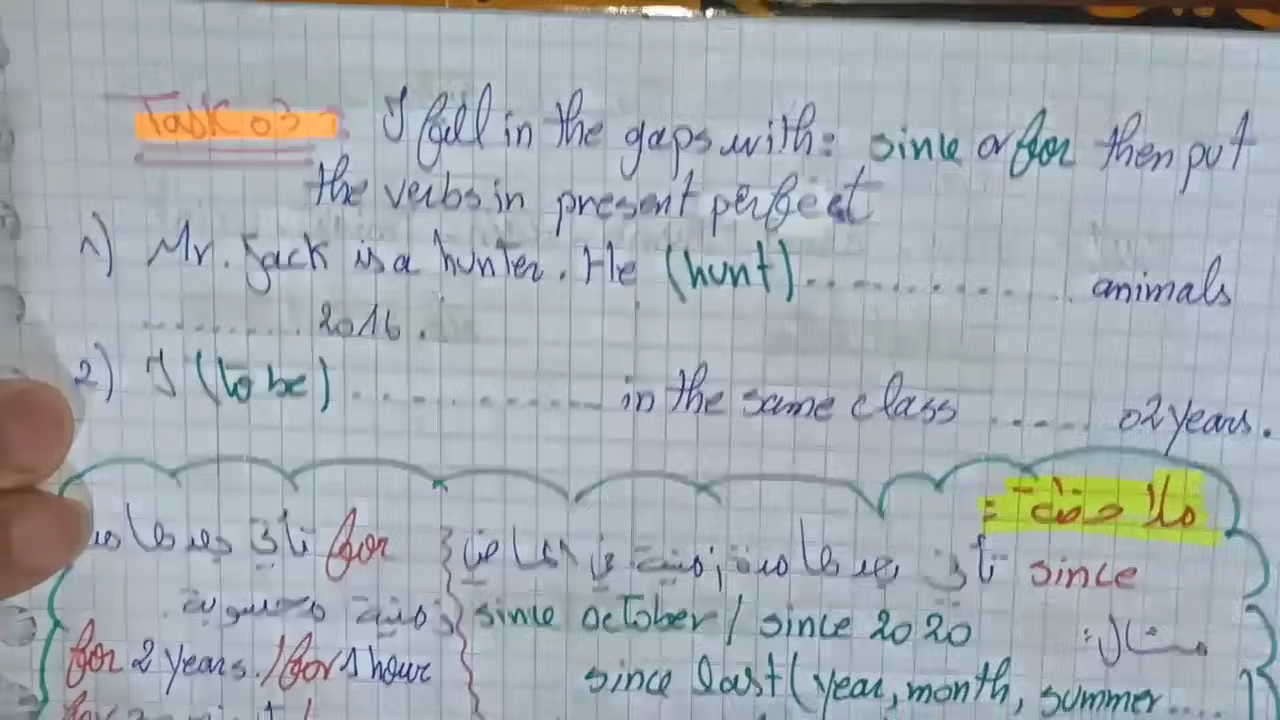 Task 03 : I fill in the gaps with: since or for then put
the verbs in present perfect
1) Mr. Jack is a hunter. He (hunt) .............. animals
.......... 2016.
2) I (to be) .............. in the same class ...... 02 years.
ملاحظة =
since تأتي بعدها مدة زمنية في الماضي
for تأتي بعدها مدة
زمنية محسوبة.
مثال:
since october / since 2020
since last (year, month, summer ....)
for 2 years. / for 1 hour